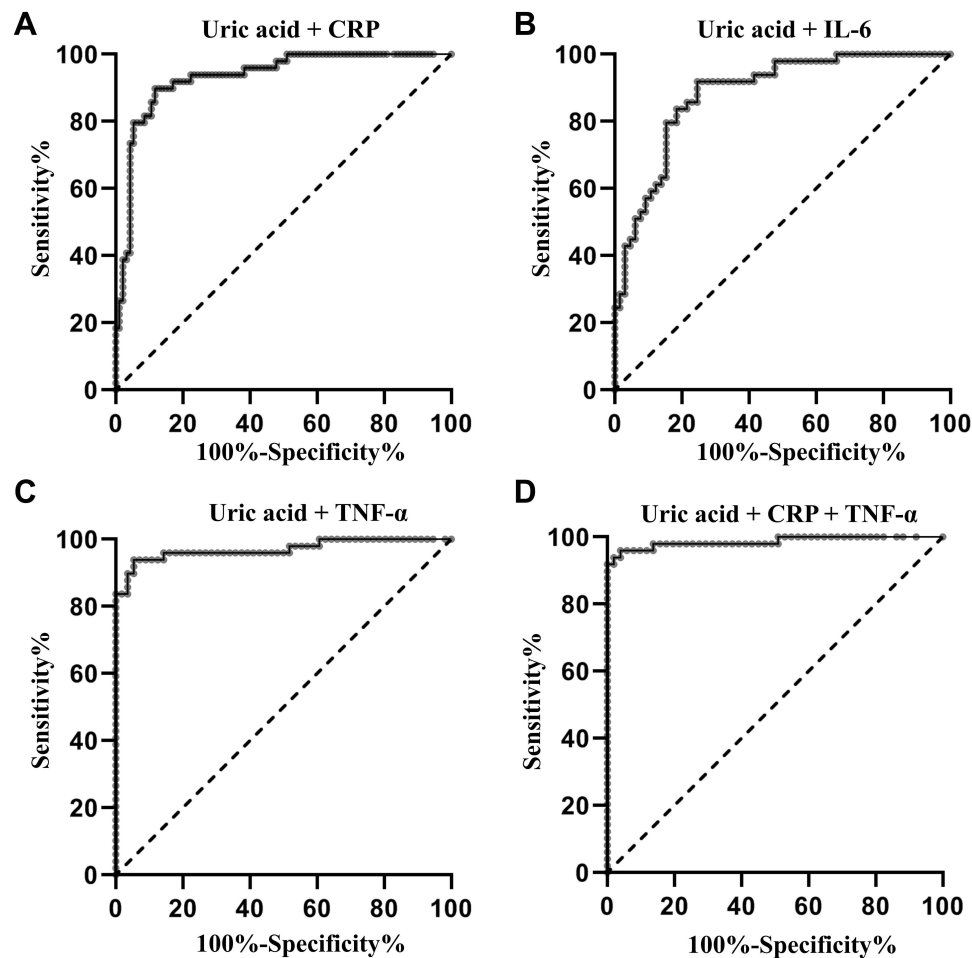 A
Uric acid + CRP
Sensitivity%
100
80
60
40
20
0
0 20 40 60 80 100
100%-Specificity%
B
Uric acid + IL-6
Sensitivity%
100
80
60
40
20
0
0 20 40 60 80 100
100%-Specificity%
C
Uric acid + TNF-α
Sensitivity%
100
80
60
40
20
0
0 20 40 60 80 100
100%-Specificity%
D
Uric acid + CRP + TNF-α
Sensitivity%
100
80
60
40
20
0
0 20 40 60 80 100
100%-Specificity%